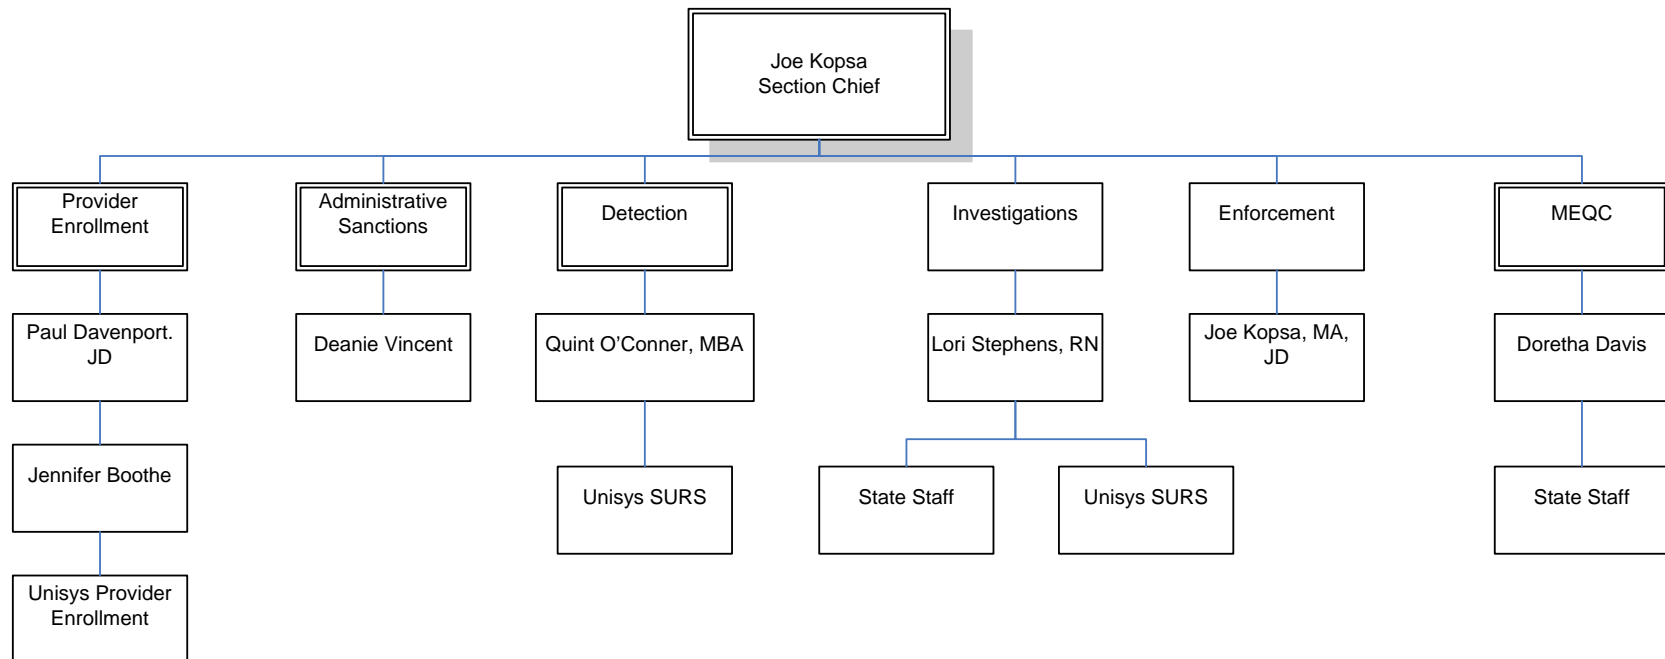 Joe Kopsa
Section Chief
Provider
Enrollment
Administrative
Sanctions
Detection
Investigations
Enforcement
MEQC
Paul Davenport.
JD
Deanie Vincent
Quint O’Conner, MBA
Lori Stephens, RN
Joe Kopsa, MA,
JD
Doretha Davis
Jennifer Boothe
Unisys SURS
State Staff
Unisys SURS
State Staff
Unisys Provider
Enrollment